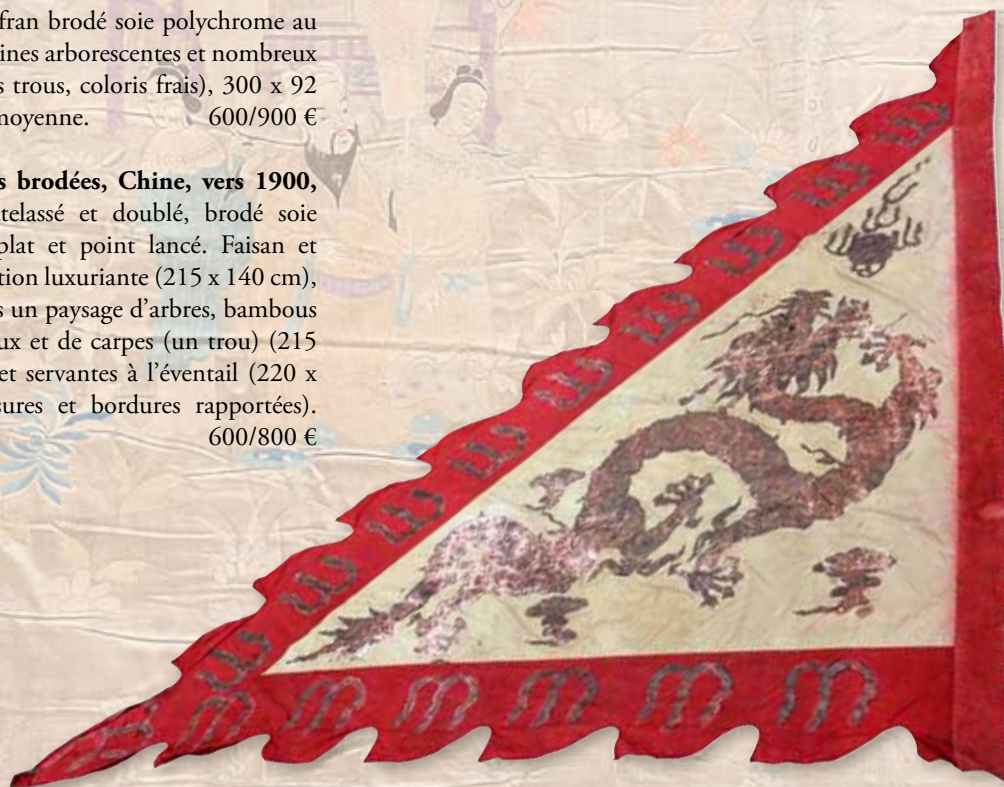 fran brodé soie polychrome au
ines arborescentes et nombreux
s trous, coloris frais), 300 x 92
noyenne. 600/900 €
s brodées, Chine, vers 1900,
telassé et doublé, brodé soie
plat et point lancé. Faisan et
tion luxuriante (215 x 140 cm),
s un paysage d’arbres, bambous
ux et de carpes (un trou) (215
et servantes à l’éventail (220 x
sures et bordures rapportées).
600/800 €